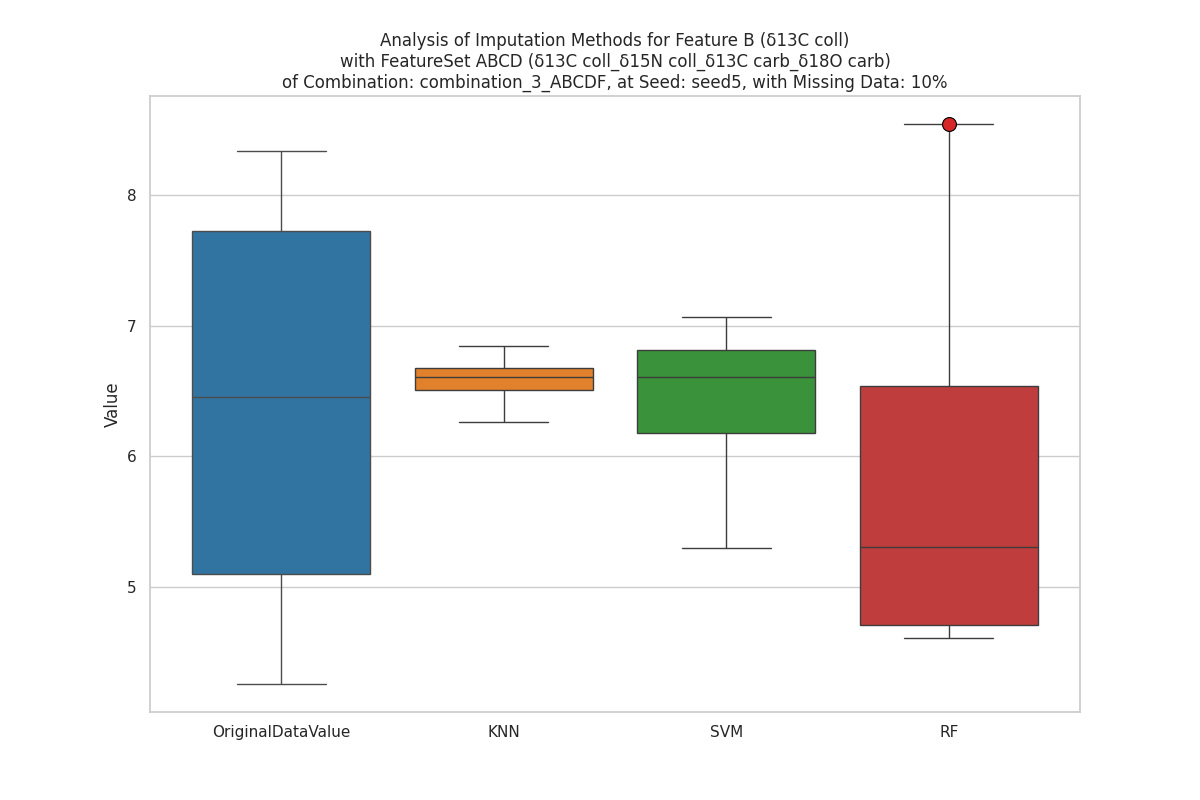 Analysis of Imputation Methods for Feature B (δ13C coll)
with FeatureSet ABCD (δ13C coll_δ15N coll_δ13C carb_δ18O carb)
of Combination: combination_3_ABCDF, at Seed: seed5, with Missing Data: 10%
Value
8
7
6
5
OriginalDataValue
KNN
SVM
RF